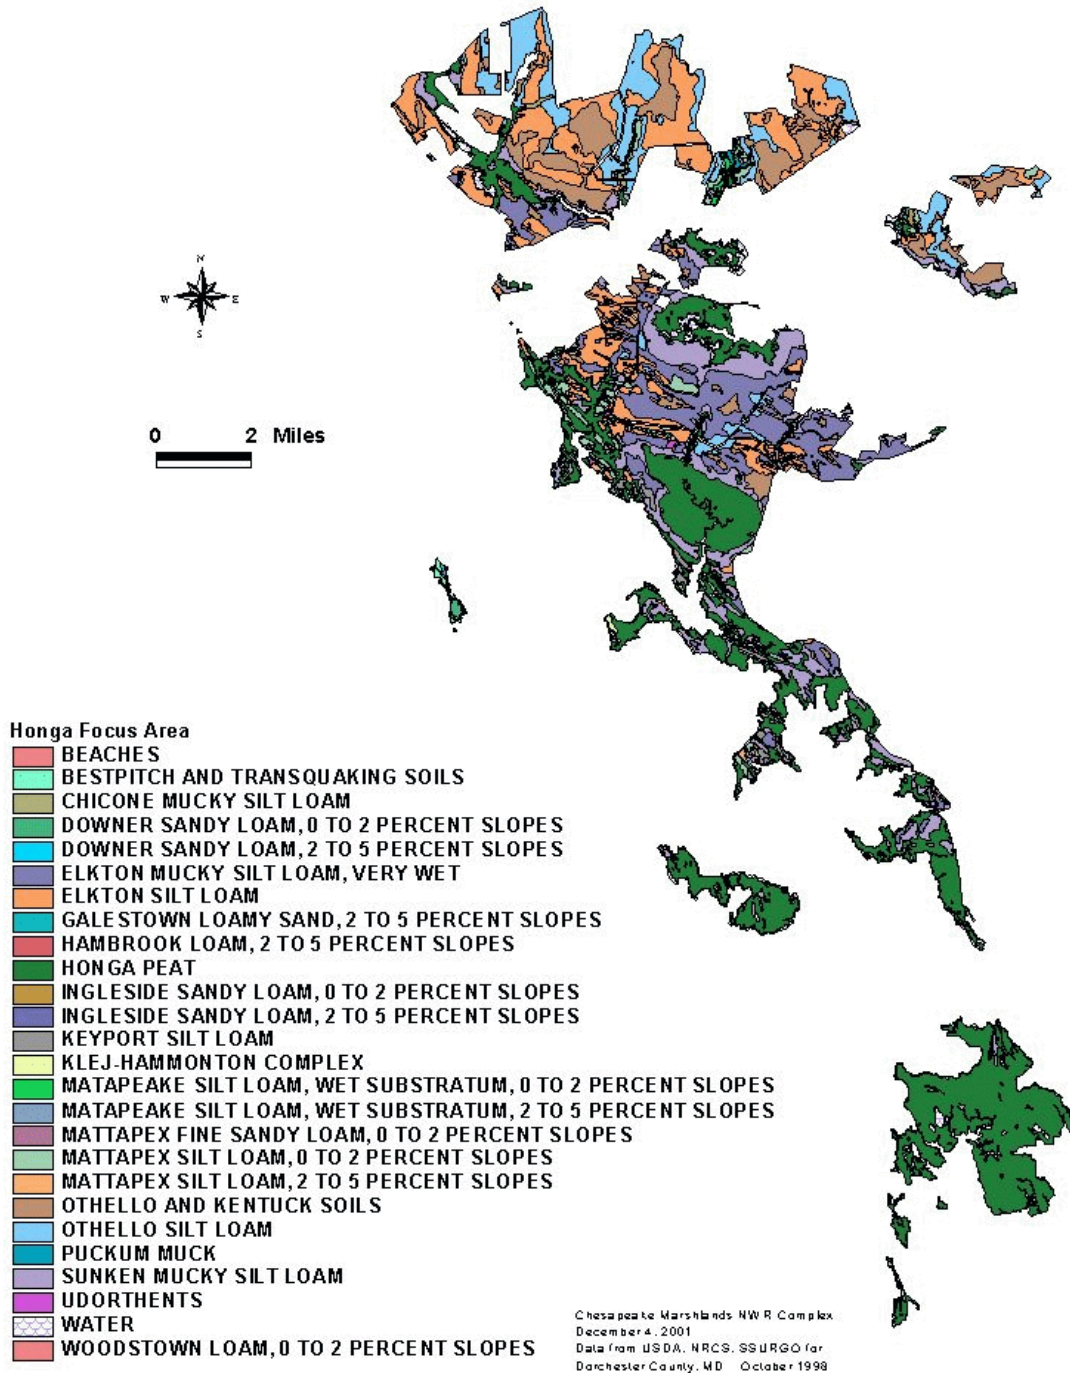 N
W E
S
0 2 Miles
Honga Focus Area
BEACHES
BESTPITCH AND TRANSQUAKING SOILS
CHICONE MUCKY SILT LOAM
DOWNER SANDY LOAM, 0 TO 2 PERCENT SLOPES
DOWNER SANDY LOAM, 2 TO 5 PERCENT SLOPES
ELKTON MUCKY SILT LOAM, VERY WET
ELKTON SILT LOAM
GALESTOWN LOAMY SAND, 2 TO 5 PERCENT SLOPES
HAMBROOK LOAM, 2 TO 5 PERCENT SLOPES
HONGA PEAT
INGLESIDE SANDY LOAM, 0 TO 2 PERCENT SLOPES
INGLESIDE SANDY LOAM, 2 TO 5 PERCENT SLOPES
KEYPORT SILT LOAM
KLEJ-HAMMONTON COMPLEX
MATAPEAKE SILT LOAM, WET SUBSTRATUM, 0 TO 2 PERCENT SLOPES
MATAPEAKE SILT LOAM, WET SUBSTRATUM, 2 TO 5 PERCENT SLOPES
MATTAPEX FINE SANDY LOAM, 0 TO 2 PERCENT SLOPES
MATTAPEX SILT LOAM, 0 TO 2 PERCENT SLOPES
MATTAPEX SILT LOAM, 2 TO 5 PERCENT SLOPES
OTHELLO AND KENTUCK SOILS
OTHELLO SILT LOAM
PUCKUM MUCK
SUNKEN MUCKY SILT LOAM
UDORTHENTS
WATER
WOODSTOWN LOAM, 0 TO 2 PERCENT SLOPES
Chesapeake Marshlands NWR Complex
December 4, 2001
Data from USDA, NRCS, SSURGO for
Dorchester County, MD October 1998